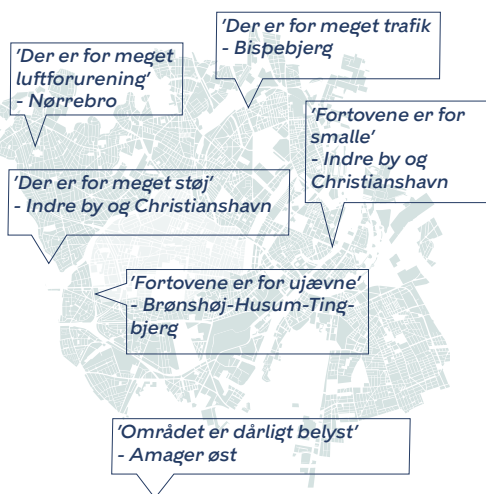 'Der er for meget trafik
- Bispebjerg
'Der er for meget
luftforurening'
- Nørrebro
'Fortovene er for
smalle'
- Indre by og
Christianshavn
'Der er for meget støj'
- Indre by og Christianshavn
'Fortovene er for ujævne'
- Brønshøj-Husum-Ting-
bjerg
'Området er dårligt belyst'
- Amager øst